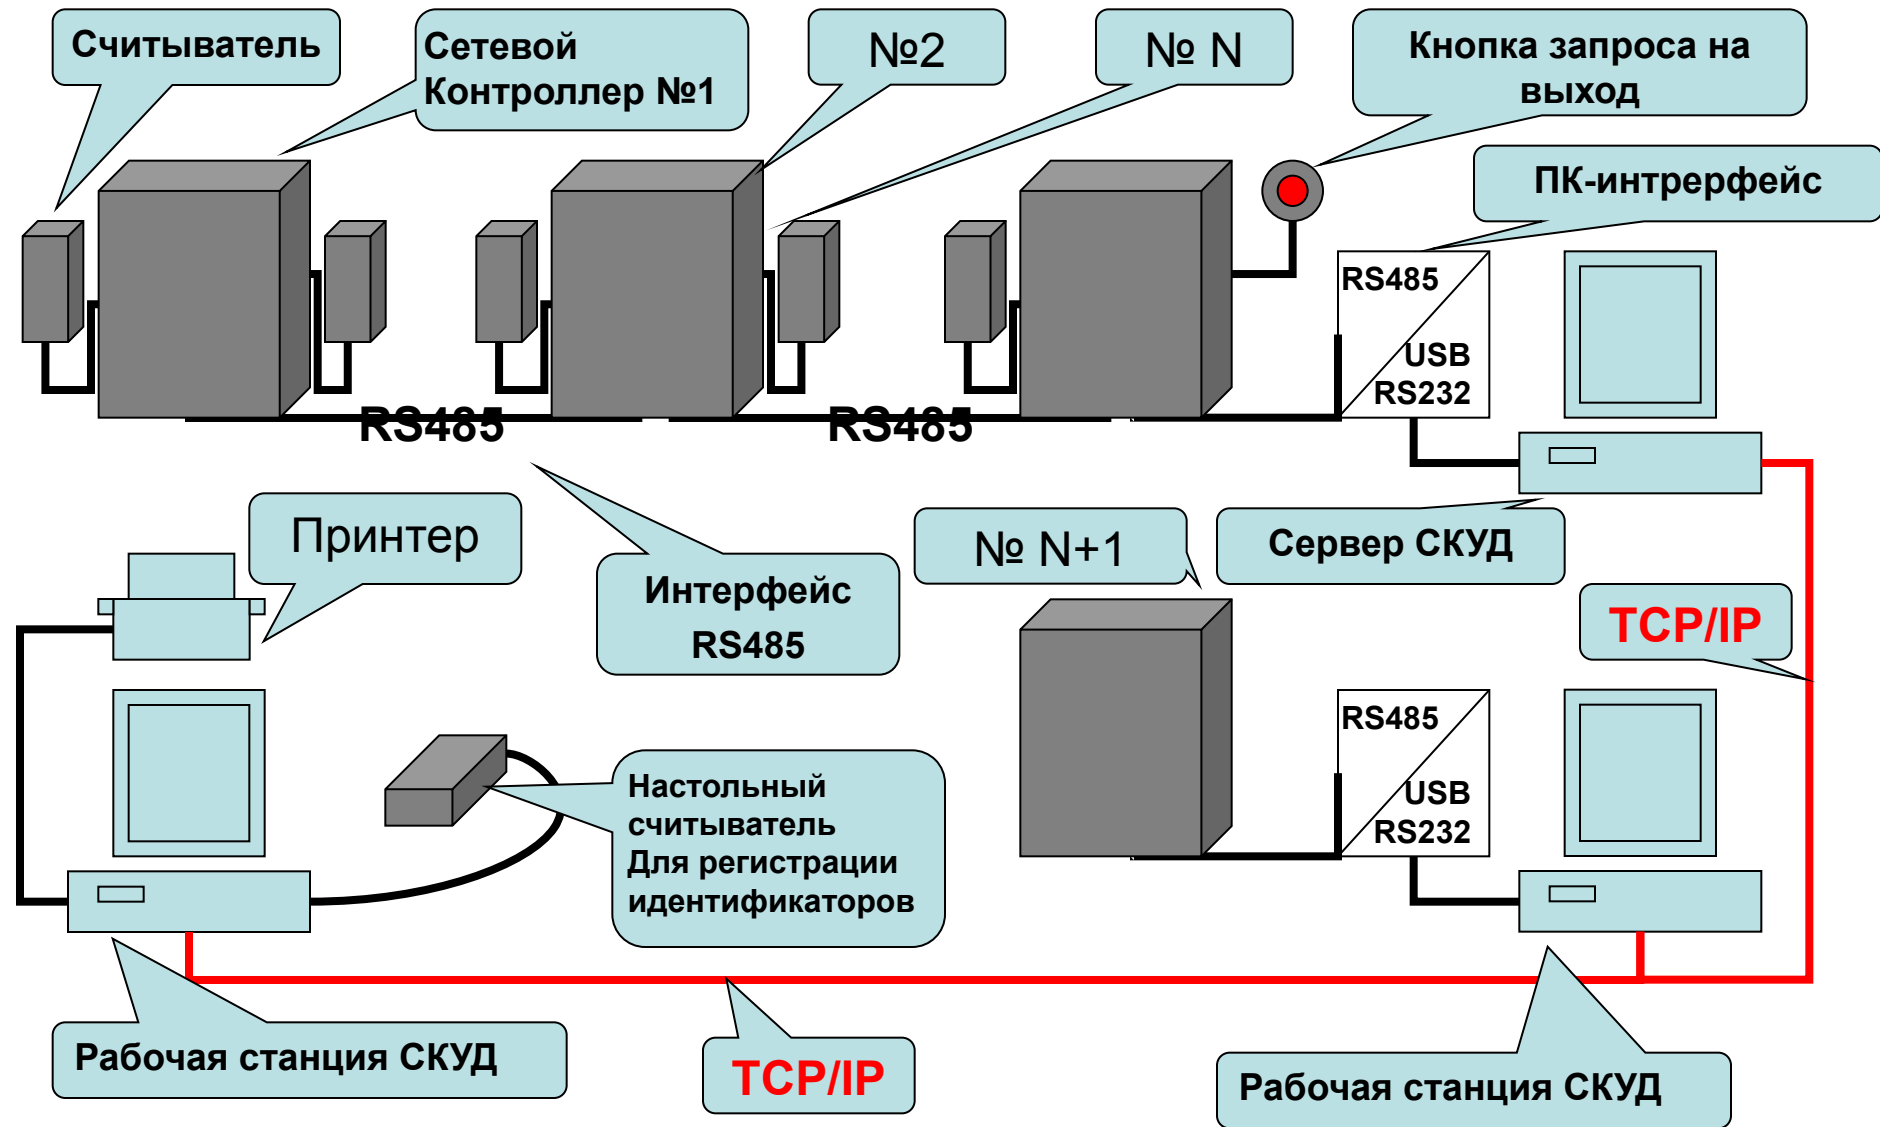 Считыватель
Сетевой
Контроллер №1
№2
№ N
Кнопка запроса на
выход
ПК-интрерфейс
RS485
USB
RS232
RS485
RS485
Принтер
Интерфейс
RS485
№ N+1
Сервер СКУД
TCP/IP
RS485
USB
RS232
Настольный
считыватель
Для регистрации
идентификаторов
Рабочая станция СКУД
TCP/IP
Рабочая станция СКУД